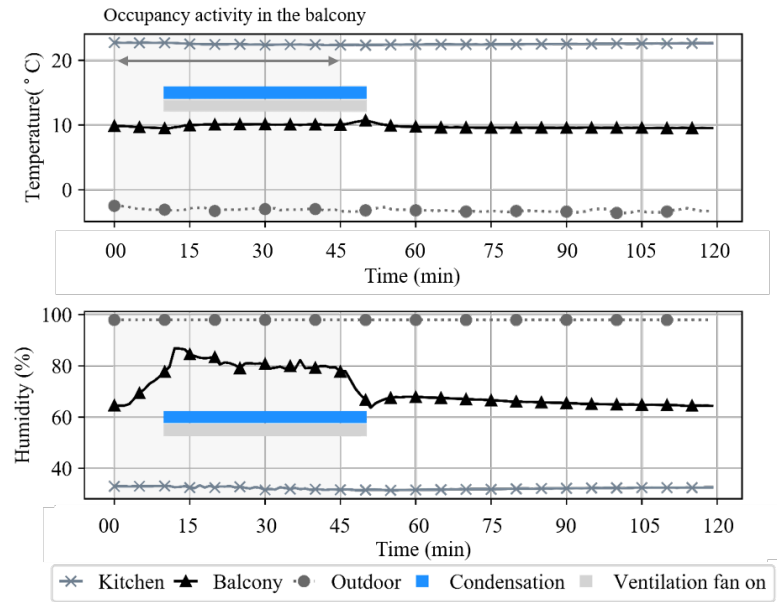 Occupancy activity in the balcony
Temperature(°C)
20
10
0
00 15 30 45 60 75 90 105 120
Time (min)
Humidity (%)
100
80
60
40
00 15 30 45 60 75 90 105 120
Time (min)
Kitchen Balcony Outdoor Condensation Ventilation fan on